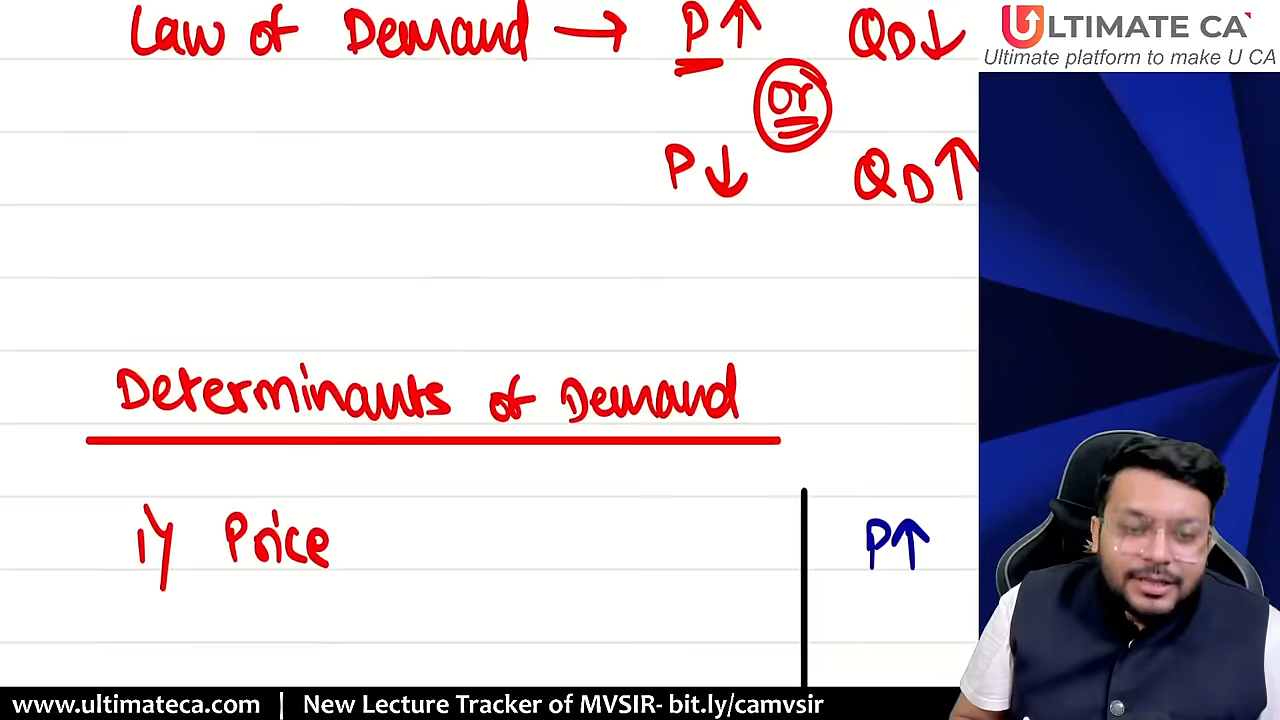 Law of Demand → P↑ QD↓
or
P↓ QD↑
Determinants of Demand
1) Price
P↑
ULTIMATE CA
Ultimate platform to make U CA
www.ultimateca.com | New Lecture Tracker of MVSIR- bit.ly/camvsir